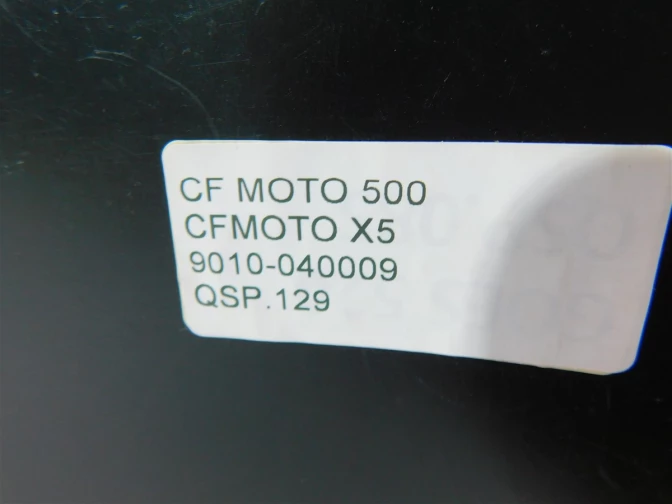 CF MOTO 500
CFMOTO X5
9010-040009
QSP.129